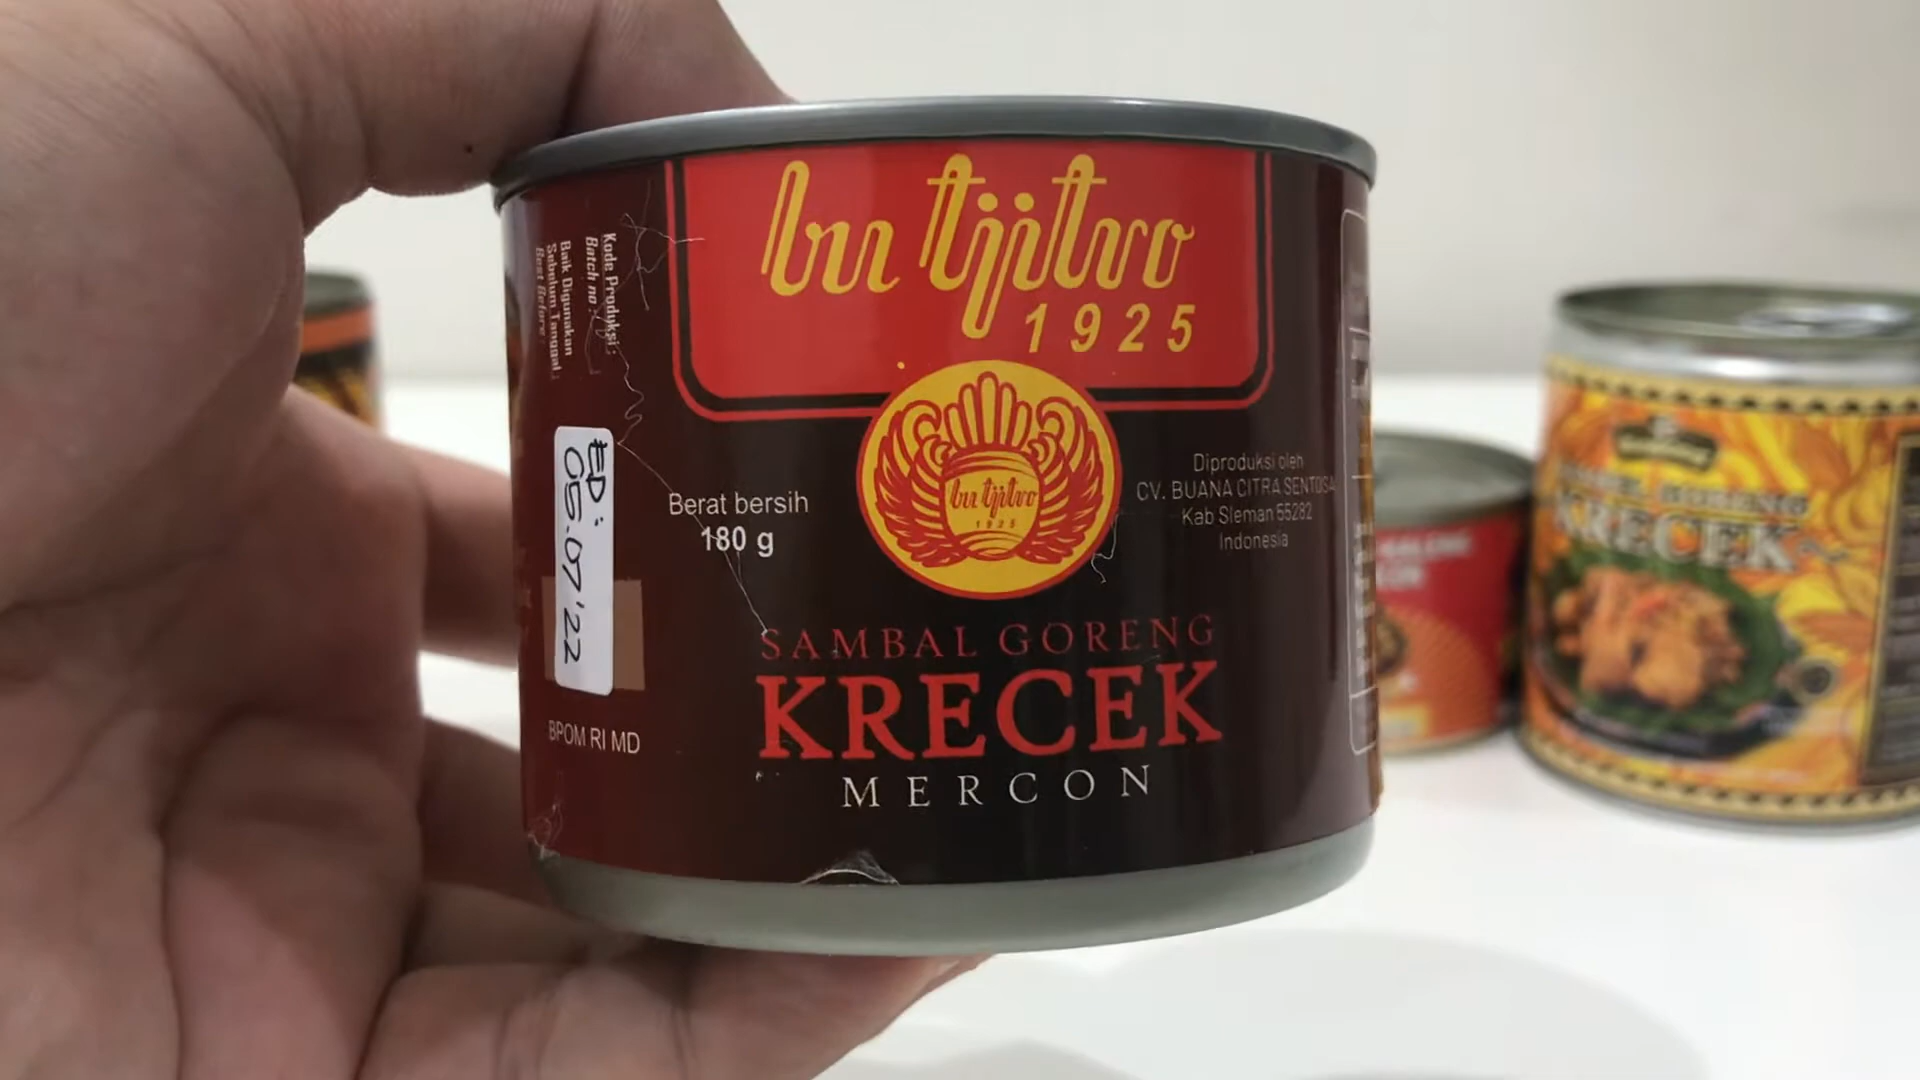 bu tjitro
1925
Kode Produksi :
Batch no :
Baik Digunakan
Sebelum Tanggal :
Best Before :
ED :
05.07'22
BPOM RI MD
Berat bersih
180 g
bu tjitro
1925
Diproduksi oleh
CV. BUANA CITRA SENTOSA
Kab Sleman 55282
Indonesia
SAMBAL GORENG
KRECEK
MERCON
GORENG
KRECEK